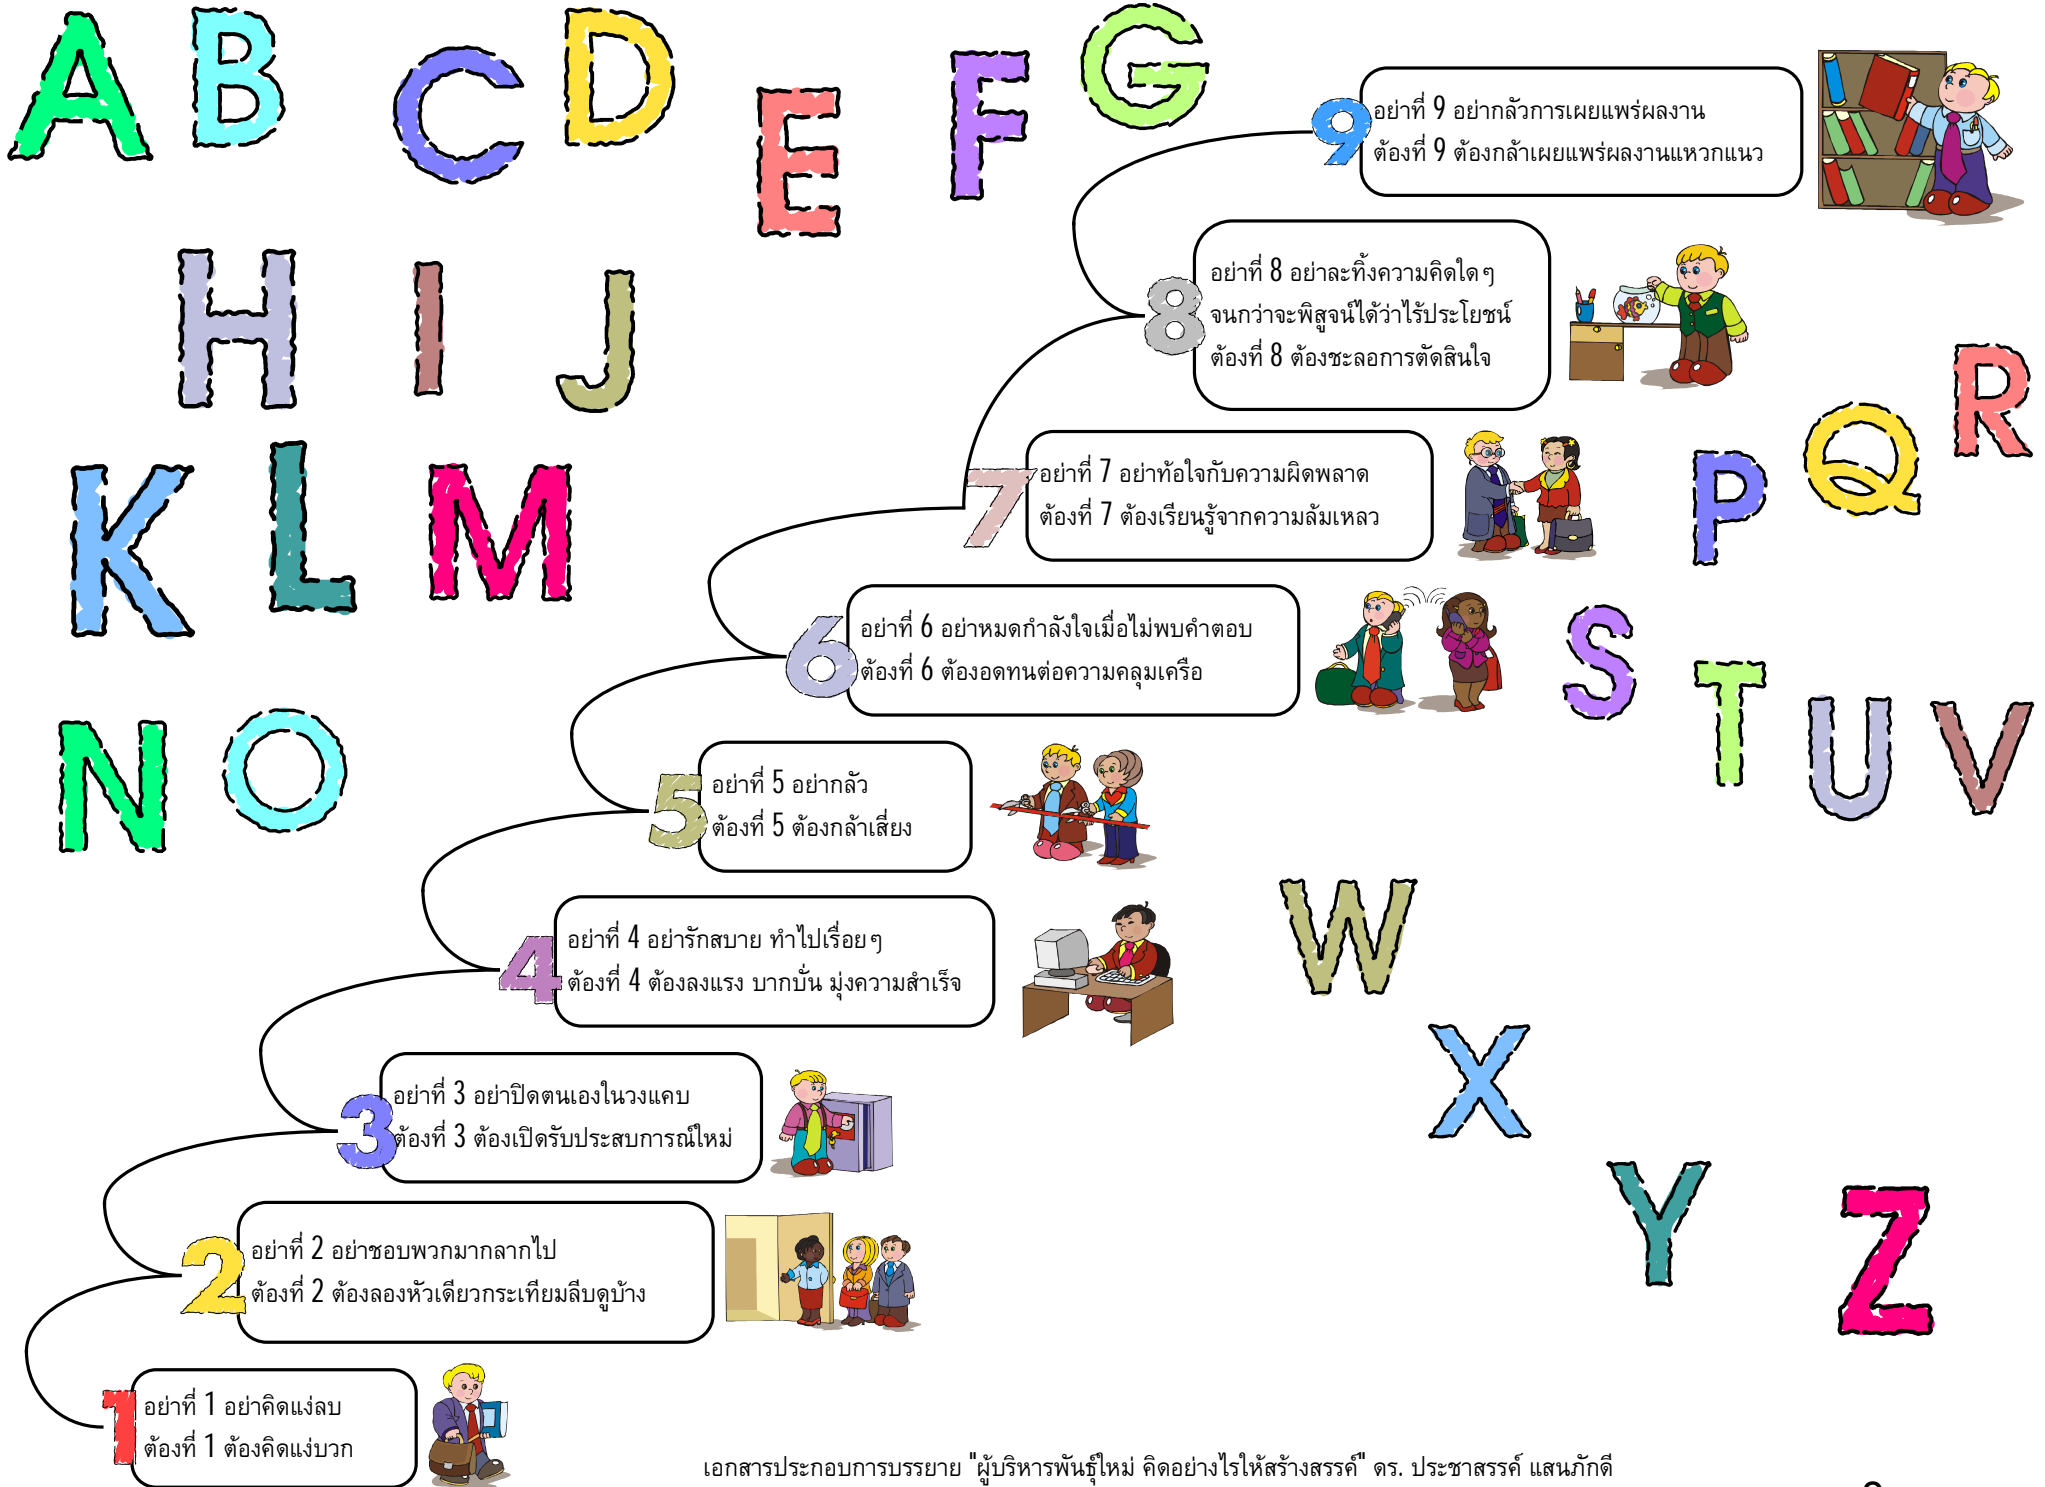 A B C D E F G
H I J
K L M
N O
P Q R
S T U V
W
X
Y Z
9
อย่าที่ 9 อย่ากลัวการเผยแพร่ผลงาน
ต้องที่ 9 ต้องกล้าเผยแพร่ผลงานแหวกแนว
8
อย่าที่ 8 อย่าละทิ้งความคิดใดๆ
จนกว่าจะพิสูจน์ได้ว่าไร้ประโยชน์
ต้องที่ 8 ต้องชะลอการตัดสินใจ
7
อย่าที่ 7 อย่าท้อใจกับความผิดพลาด
ต้องที่ 7 ต้องเรียนรู้จากความล้มเหลว
6
อย่าที่ 6 อย่าหมดกำลังใจเมื่อไม่พบคำตอบ
ต้องที่ 6 ต้องอดทนต่อความคลุมเครือ
5
อย่าที่ 5 อย่ากลัว
ต้องที่ 5 ต้องกล้าเสี่ยง
4
อย่าที่ 4 อย่ารักสบาย ทำไปเรื่อยๆ
ต้องที่ 4 ต้องลงแรง บากบั่น มุ่งความสำเร็จ
3
อย่าที่ 3 อย่าปิดตนเองในวงแคบ
ต้องที่ 3 ต้องเปิดรับประสบการณ์ใหม่
2
อย่าที่ 2 อย่าชอบพวกมากลากไป
ต้องที่ 2 ต้องลองหัวเดียวกระเทียมลีบดูบ้าง
1
อย่าที่ 1 อย่าคิดแง่ลบ
ต้องที่ 1 ต้องคิดแง่บวก
เอกสารประกอบการบรรยาย "ผู้บริหารพันธุ์ใหม่ คิดอย่างไรให้สร้างสรรค์" ดร. ประชาสรรค์ แสนภักดี